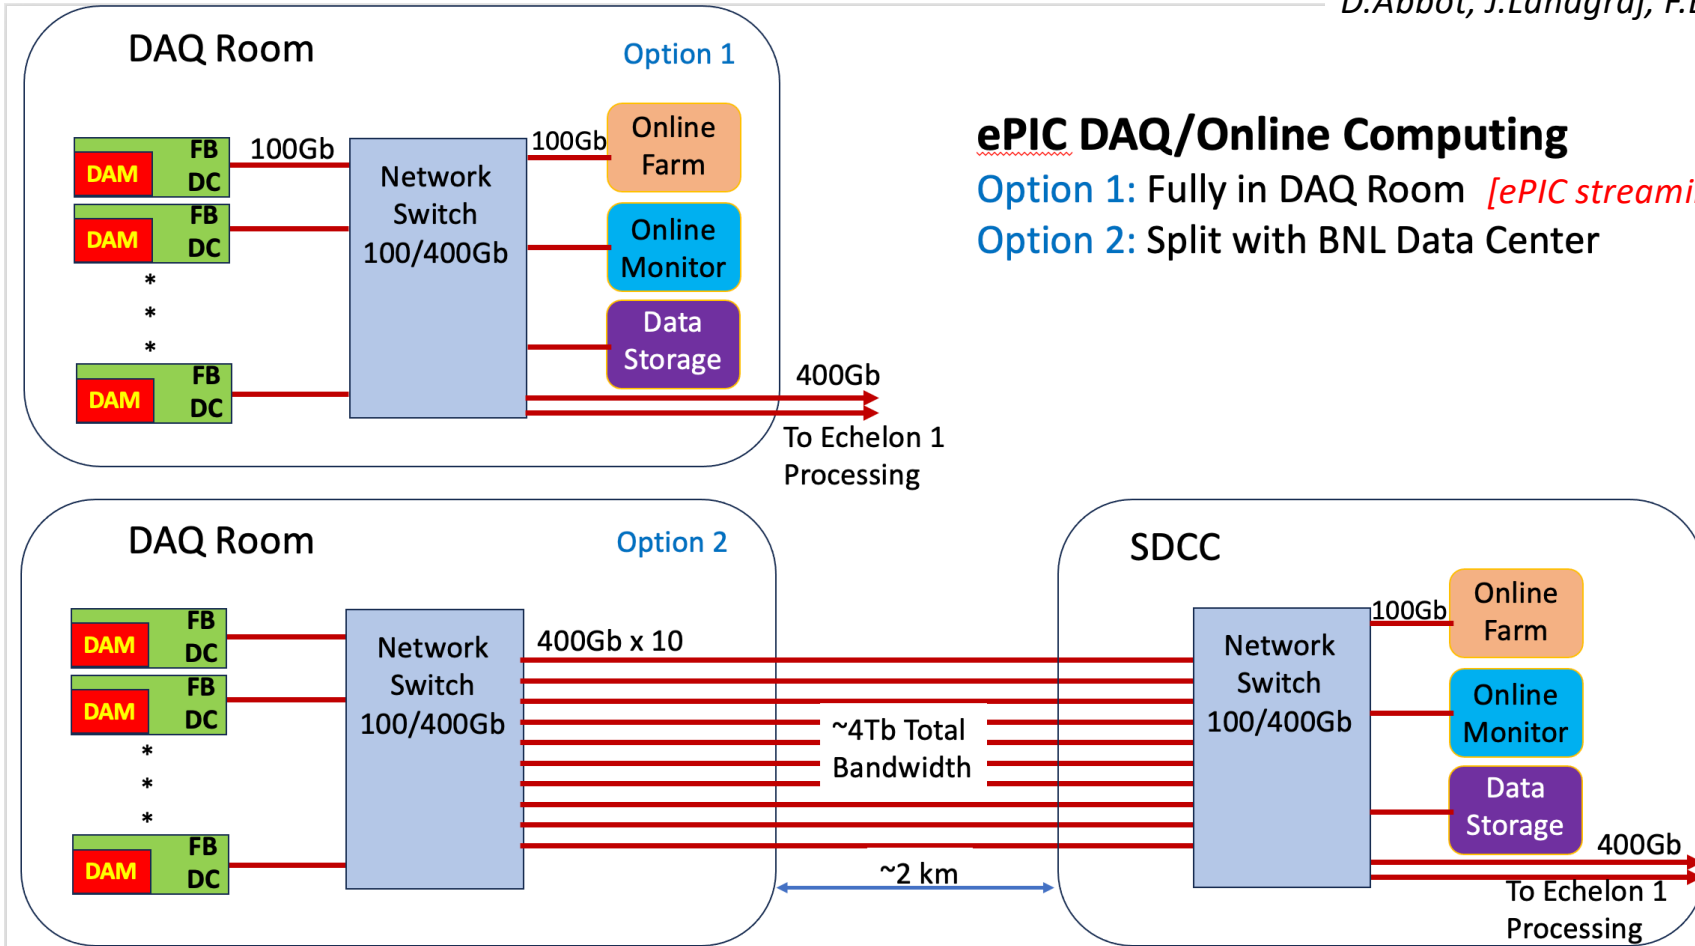 D.Abbot, J.Landgraf,
DAQ Room
Option 1
FB
DAM
DC
100Gb
FB
DAM
DC
*
*
*
FB
DAM
DC
Network
Switch
100/400Gb
100Gb
Online
Farm
Online
Monitor
Data
Storage
400Gb
To Echelon 1
Processing
ePIC DAQ/Online Computing
Option 1: Fully in DAQ Room [ePIC
Option 2: Split with BNL Data Center
DAQ Room
Option 2
FB
DAM
DC
FB
DAM
DC
*
*
*
FB
DAM
DC
Network
Switch
100/400Gb
400Gb x 10
~4Tb Total
Bandwidth
~2 km
SDCC
Network
Switch
100/400Gb
100Gb
Online
Farm
Online
Monitor
Data
Storage
400Gb
To Echelon 1
Processing